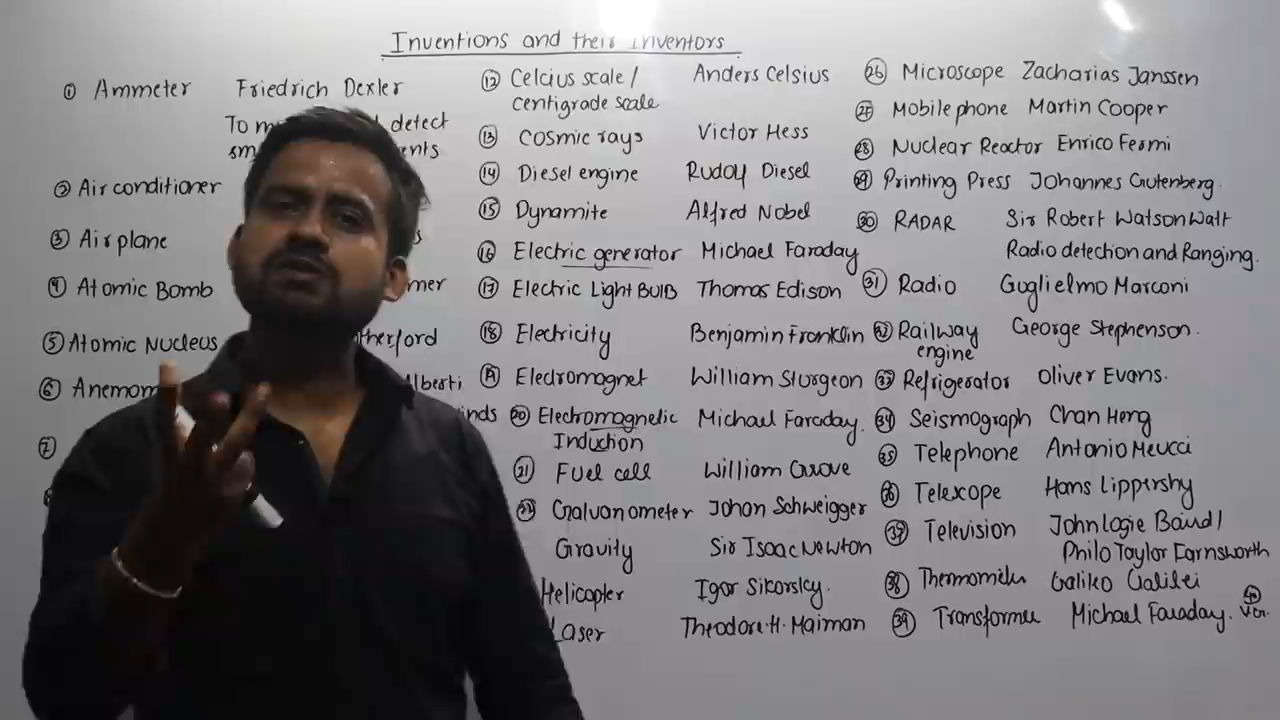 Inventions and their Inventors
① Ammeter Friedrich Dexler
detect
② Air conditioner
③ Airplane
④ Atomic Bomb
⑤ Atomic Nucleus
⑥ Anemom
Alberti
⑦
⑫ Celcius scale / Anders Celsius
centigrade scale
⑬ Cosmic rays Victor Hess
⑭ Diesel engine Rudolf Diesel
⑮ Dynamite Alfred Nobel
⑯ Electric generator Michael Faraday
⑰ Electric Light BulB Thomas Edison
⑱ Electricity Benjamin Franklin
⑲ Electromagnet William Sturgeon
⑳ Electromagnetic Michael Faraday.
Induction
㉑ Fuel cell William Grove
㉒ Galvanometer Johan Schweigger
Gravity Sir Isaac Newton
Helicopter Igor Sikorsky.
Laser Theodore.H. Maiman
㉖ Microscope Zacharias Janssen
㉗ Mobile phone Martin Cooper
㉘ Nuclear Reactor Enrico Fermi
㉙ Printing Press Johannes Gutenberg.
㉚ RADAR Sir Robert Watson Watt
Radio detection and Ranging.
㉛ Radio Guglielmo Marconi
㉜ Railway George Stephenson.
engine
㉝ Refrigerator Oliver Evans.
㉞ Seismograph Chan Heng
㉟ Telephone Antonio Meucci
㊱ Telescope Hans Lippershy
㊲ Television John Logie Baird /
Philo Taylor Farnsworth
㊳ Thermometer Galileo Galilei
㊴ Transformer Michael Faraday.